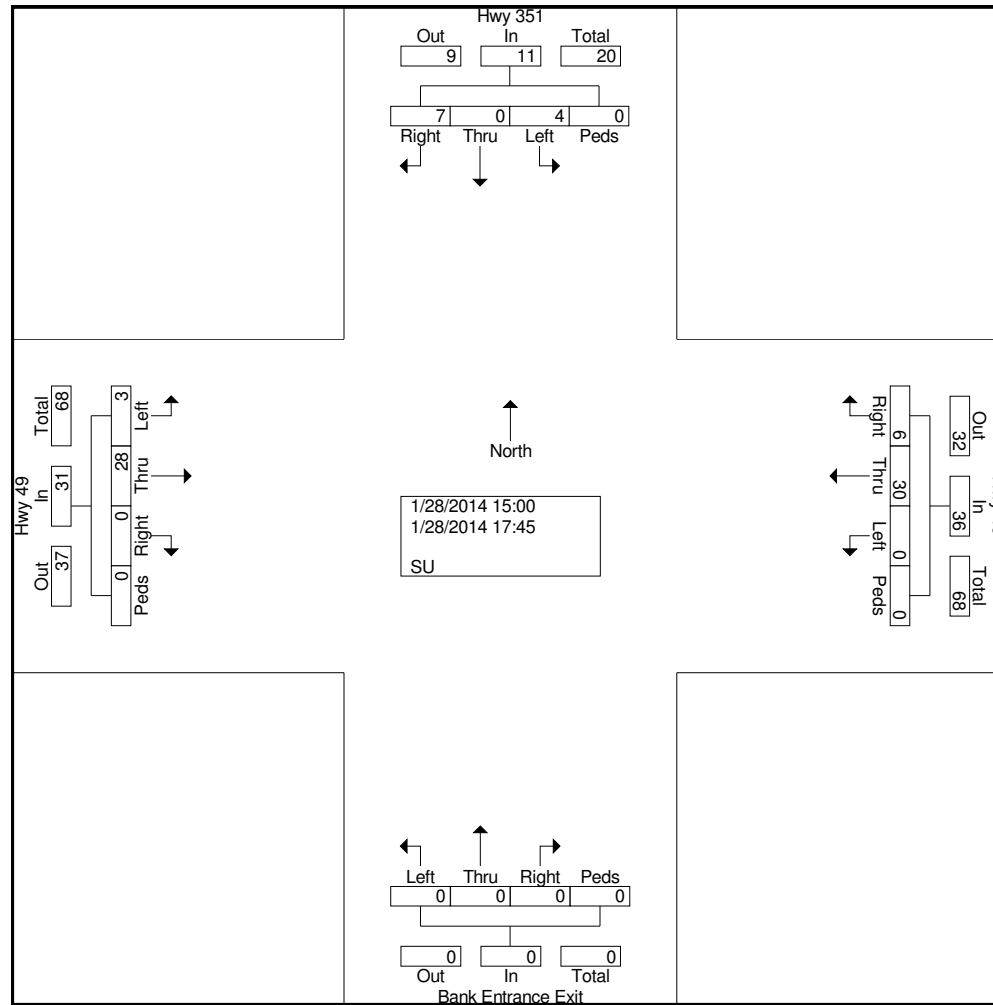 Hwy 351
Out In Total
9 11 20
7 0 4 0
Right Thru Left Peds
Hwy 49
Total In Out
68 31 37
3 28 0 0
Left Thru Right Peds
North
1/28/2014 15:00
1/28/2014 17:45
SU
Right Thru Left Peds
6 30 0 0
Out In Total
32 36 68
Left Thru Right Peds
0 0 0 0
0 0 0
Out In Total
Bank Entrance Exit